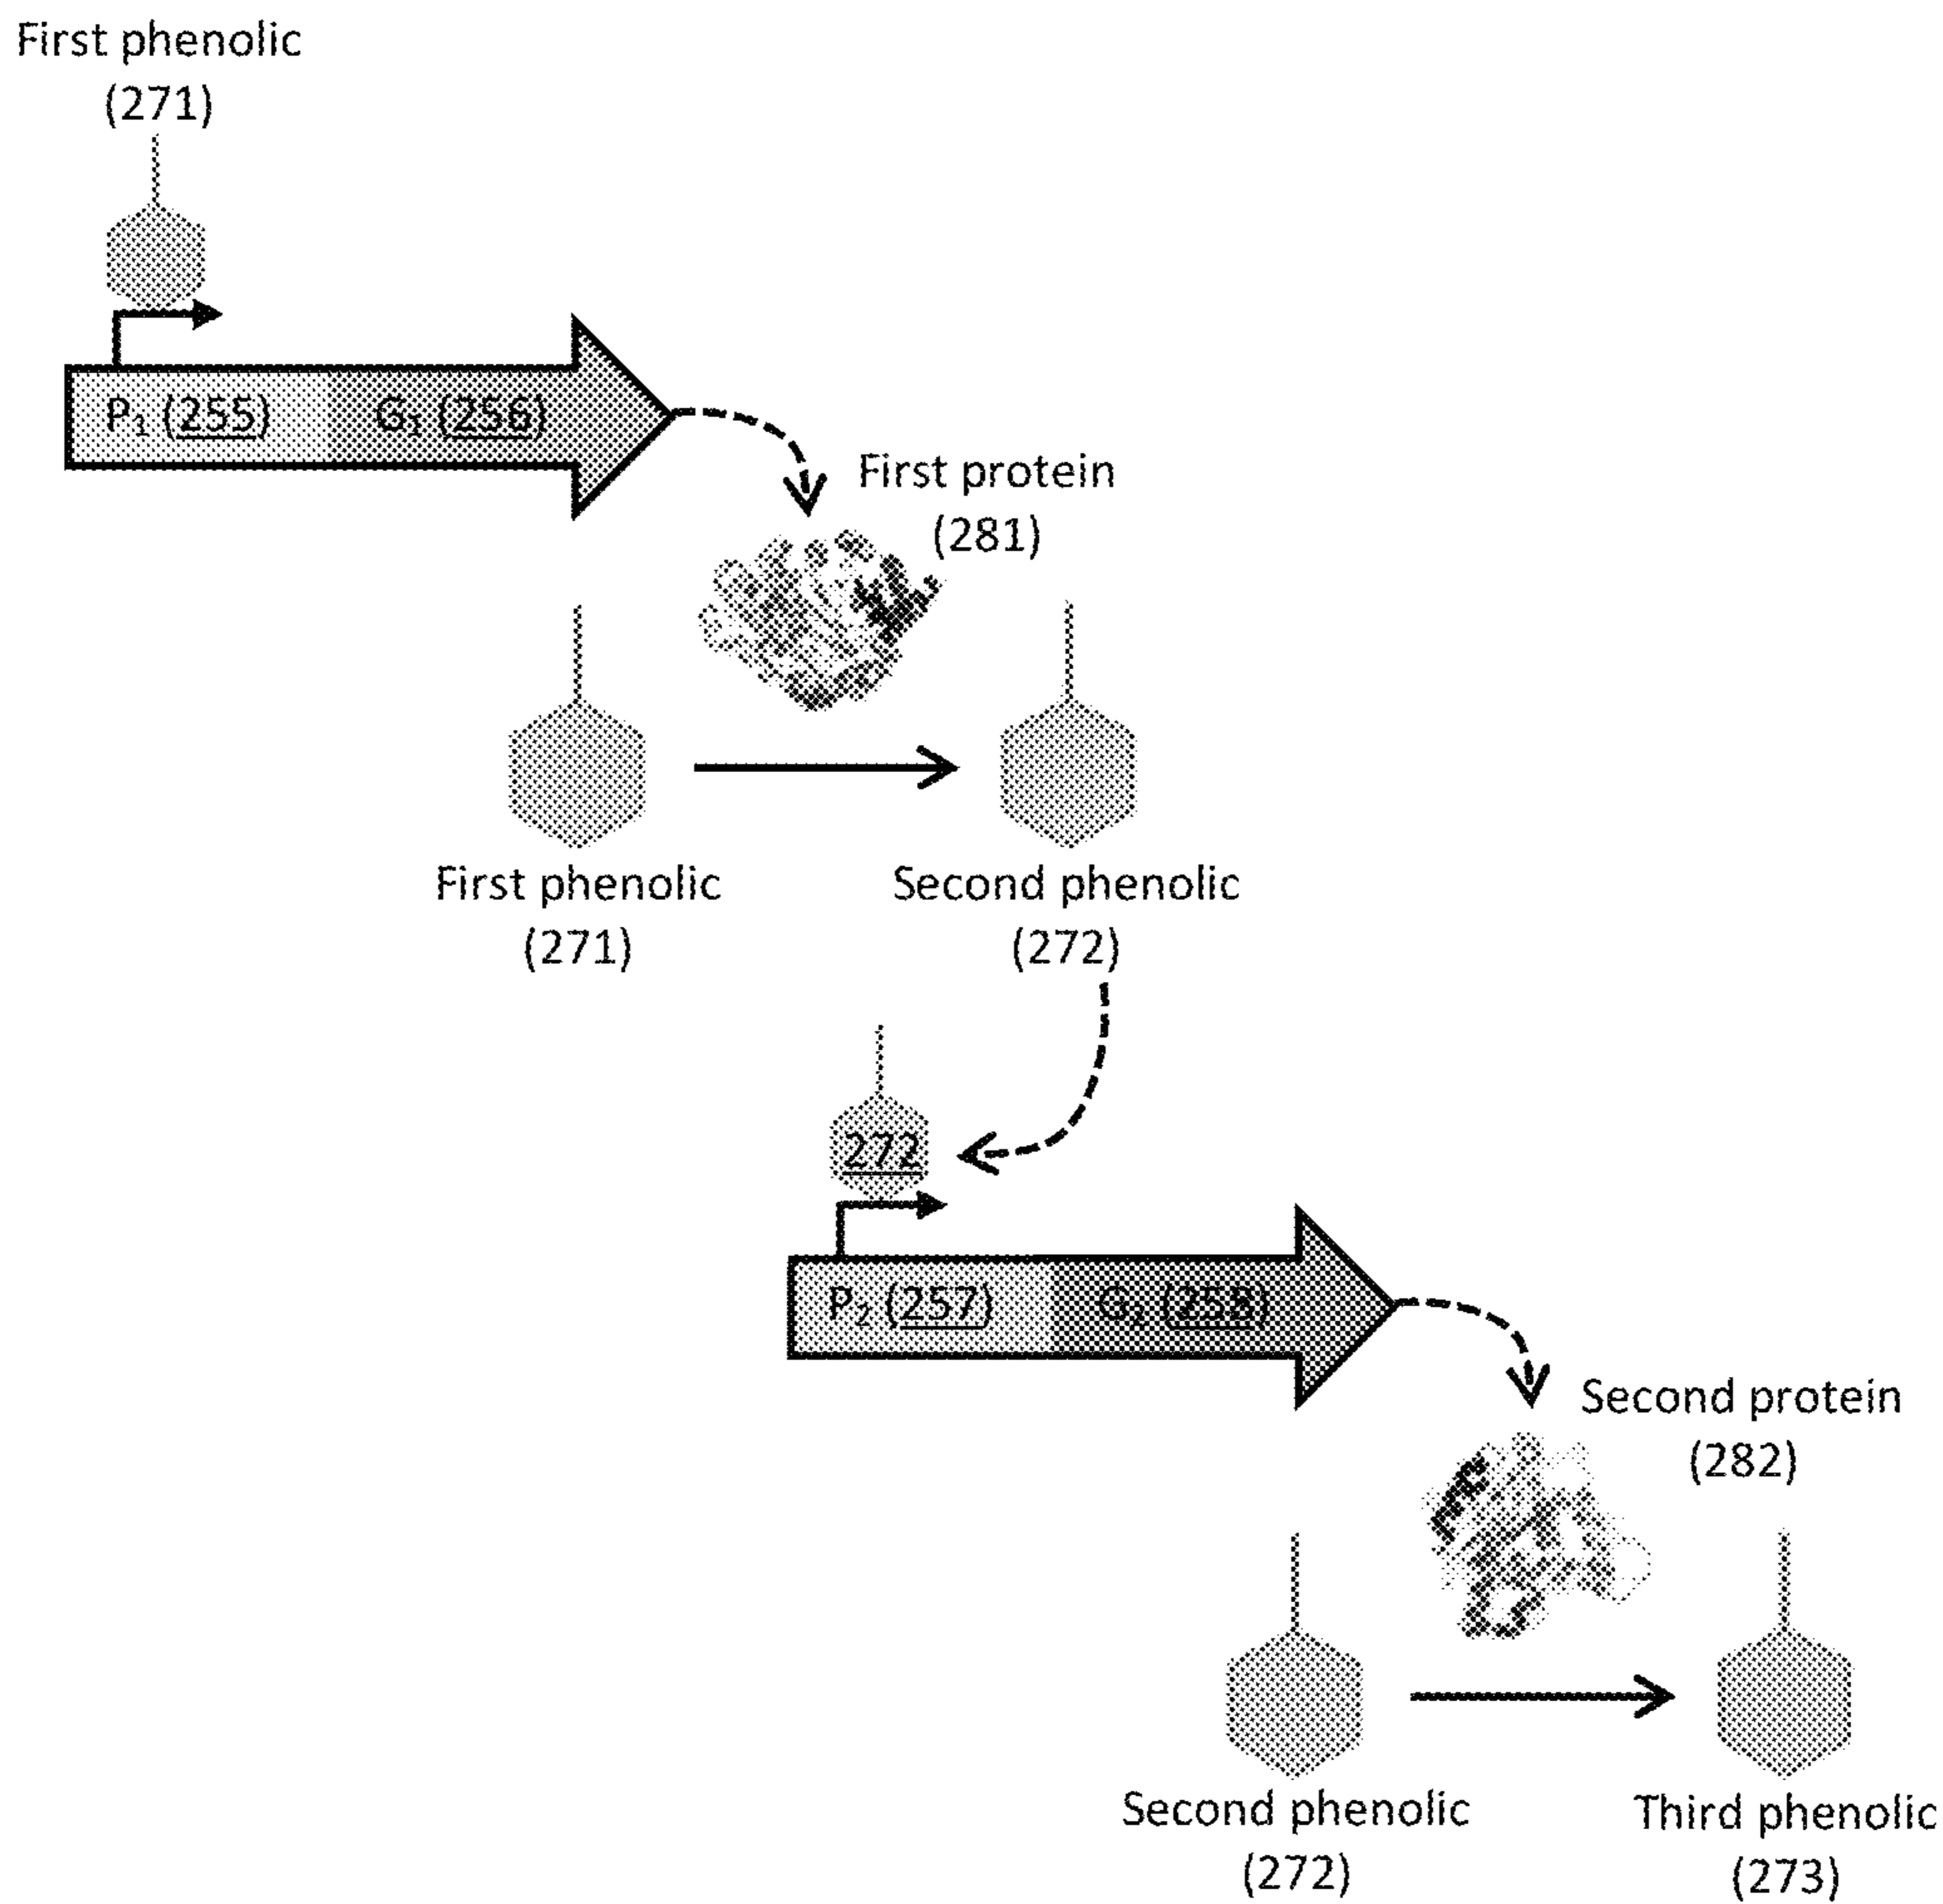 First phenolic
(271)
P₁ (255)
G₁ (256)
First protein
(281)
First phenolic
(271)
Second phenolic
(272)
272
P₂ (257)
G₂ (258)
Second protein
(282)
Second phenolic
(272)
Third phenolic
(273)